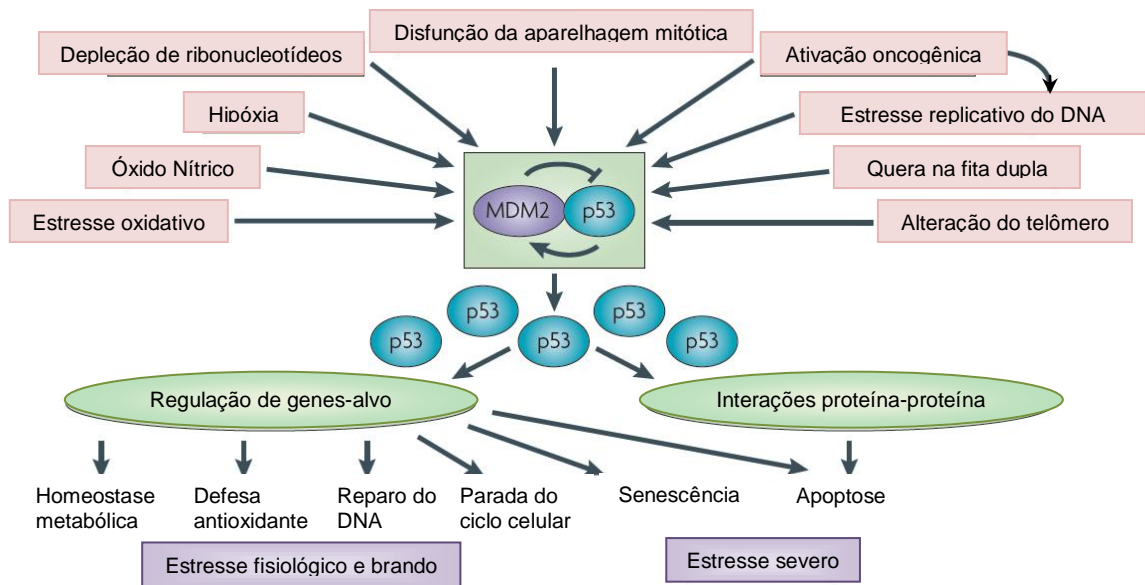 Disfunção da aparelhagem mitótica
Depleção de ribonucleotídeos
Ativação oncogênica
Hipóxia
Estresse replicativo do DNA
Óxido Nítrico
Quera na fita dupla
Estresse oxidativo
Alteração do telômero
MDM2
p53
p53
p53
p53
p53
p53
Regulação de genes-alvo
Interações proteína-proteína
Homeostase
metabólica
Defesa
antioxidante
Reparo do
DNA
Parada do
ciclo celular
Senescência
Apoptose
Estresse fisiológico e brando
Estresse severo